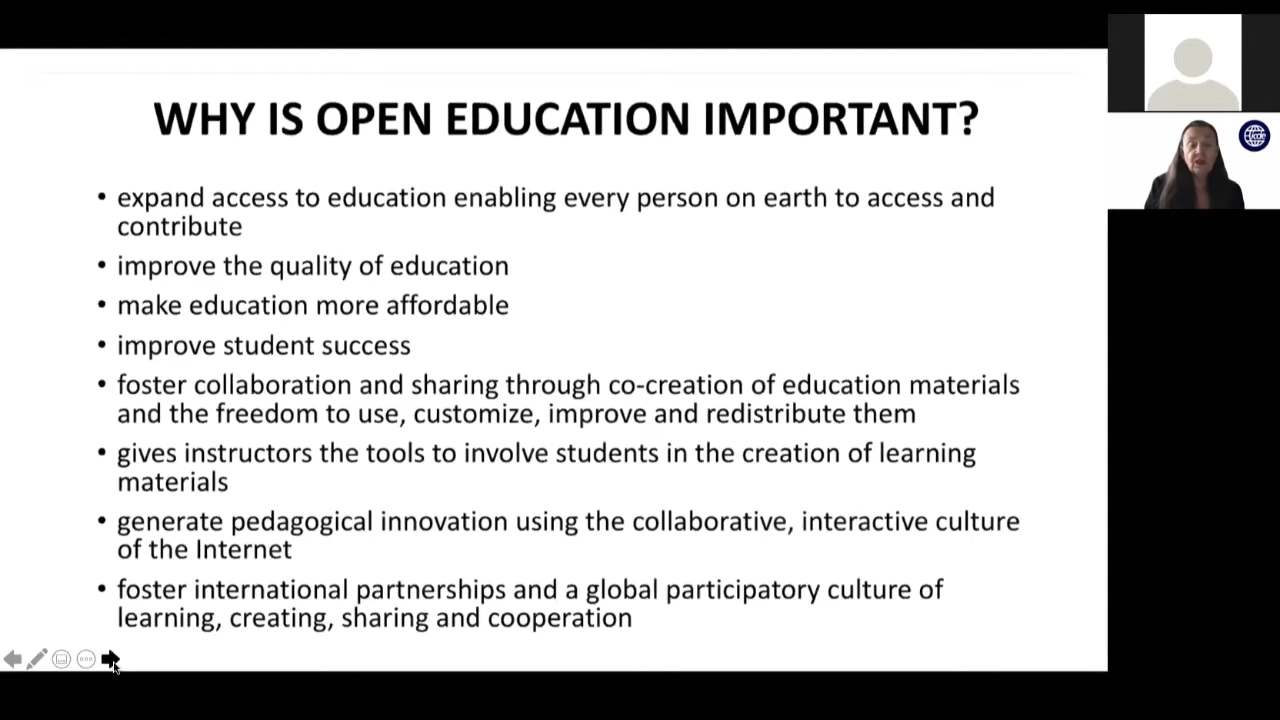 WHY IS OPEN EDUCATION IMPORTANT?
• expand access to education enabling every person on earth to access and
contribute
• improve the quality of education
• make education more affordable
• improve student success
• foster collaboration and sharing through co-creation of education materials
and the freedom to use, customize, improve and redistribute them
• gives instructors the tools to involve students in the creation of learning
materials
• generate pedagogical innovation using the collaborative, interactive culture
of the Internet
• foster international partnerships and a global participatory culture of
learning, creating, sharing and cooperation
icde